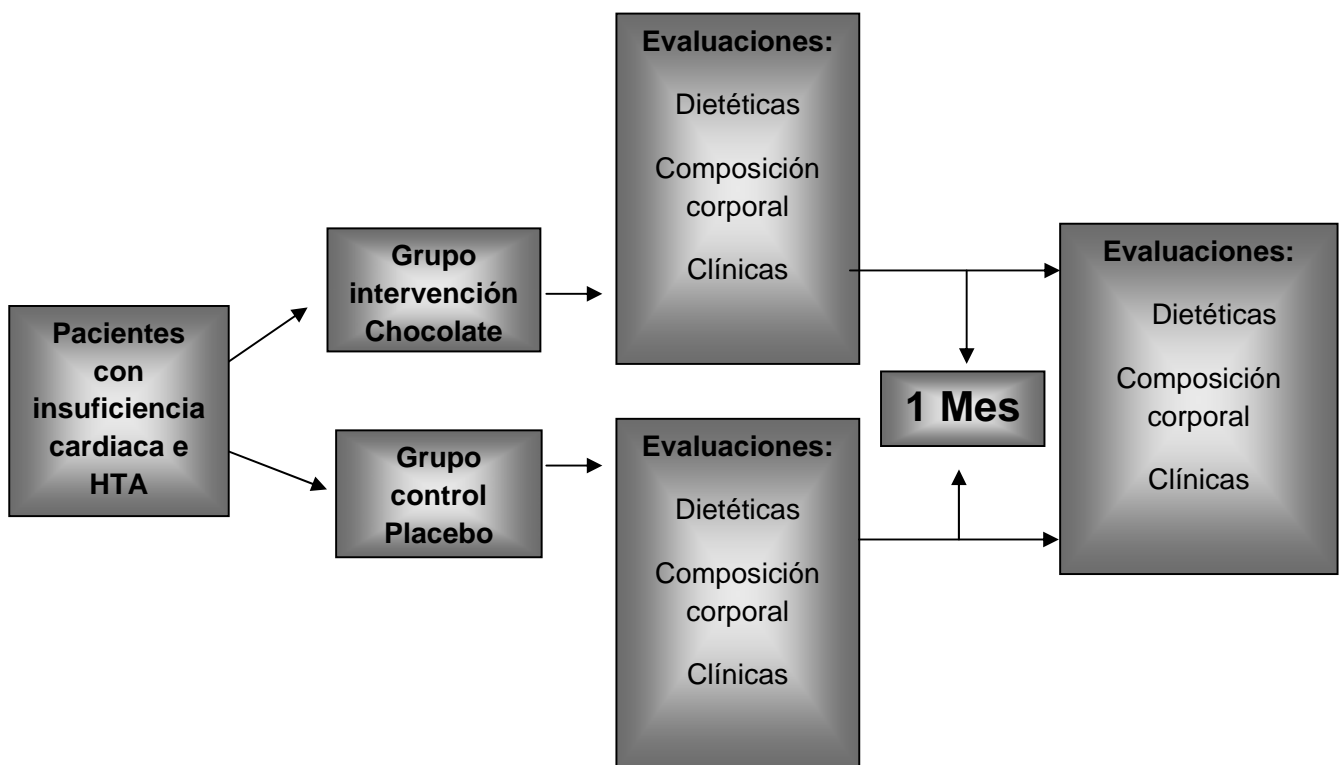 Pacientes
con
insuficiencia
cardiaca e
HTA
Grupo
intervención
Chocolate
Grupo
control
Placebo
Evaluaciones:
Dietéticas
Composición
corporal
Clínicas
Evaluaciones:
Dietéticas
Composición
corporal
Clínicas
1 Mes
Evaluaciones:
Dietéticas
Composición
corporal
Clínicas